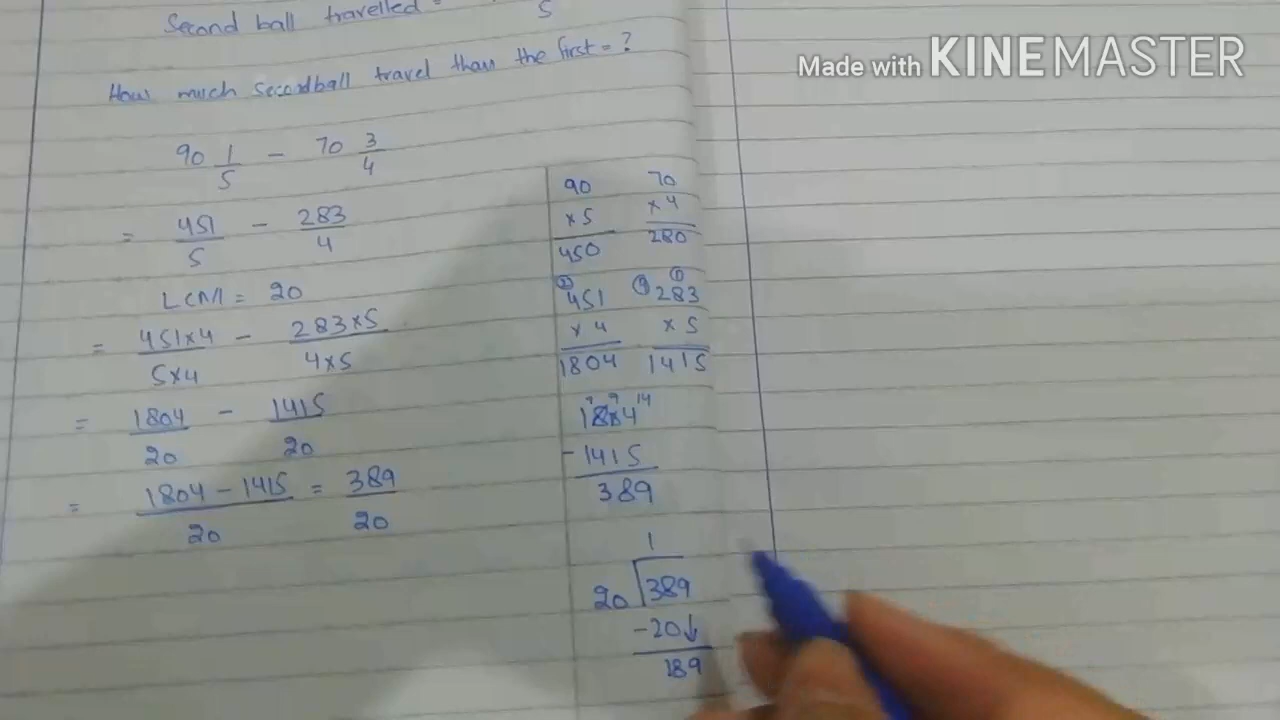 Second ball travelled =
5
How much Secondball travel than the first = ?
90 1/5 - 70 3/4
= 451/5 - 283/4
LCM = 20
= 451×4/5×4 - 283×5/4×5
= 1804/20 - 1415/20
= 1804 - 1415/20 = 389/20
90 70
×5 ×4
450 280
451 283
×4 ×5
1804 1415
1804
-1415
389
1
20 389
-20↓
189
Made with KINEMASTER